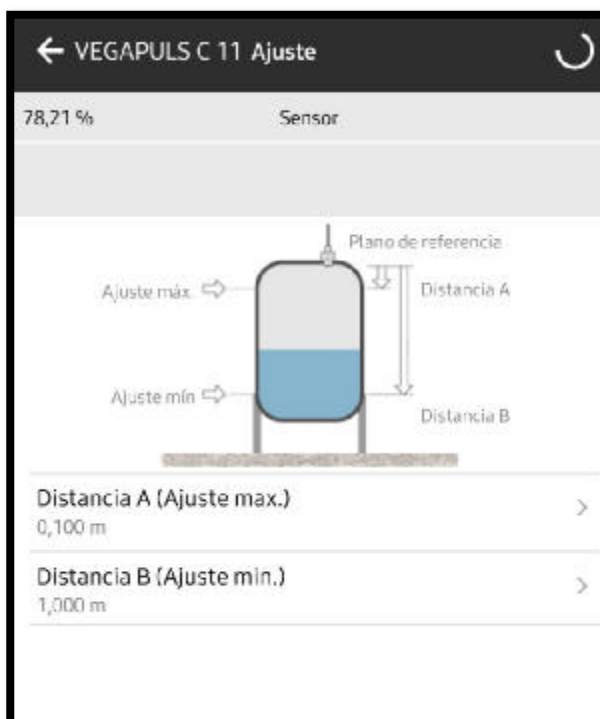 ← VEGAPULS C 11 Ajuste
78,21 %
Sensor
Plano de referencia
Ajuste máx
Distancia A
Ajuste mín
Distancia B
Distancia A (Ajuste max.)
0,100 m
Distancia B (Ajuste min.)
1,000 m